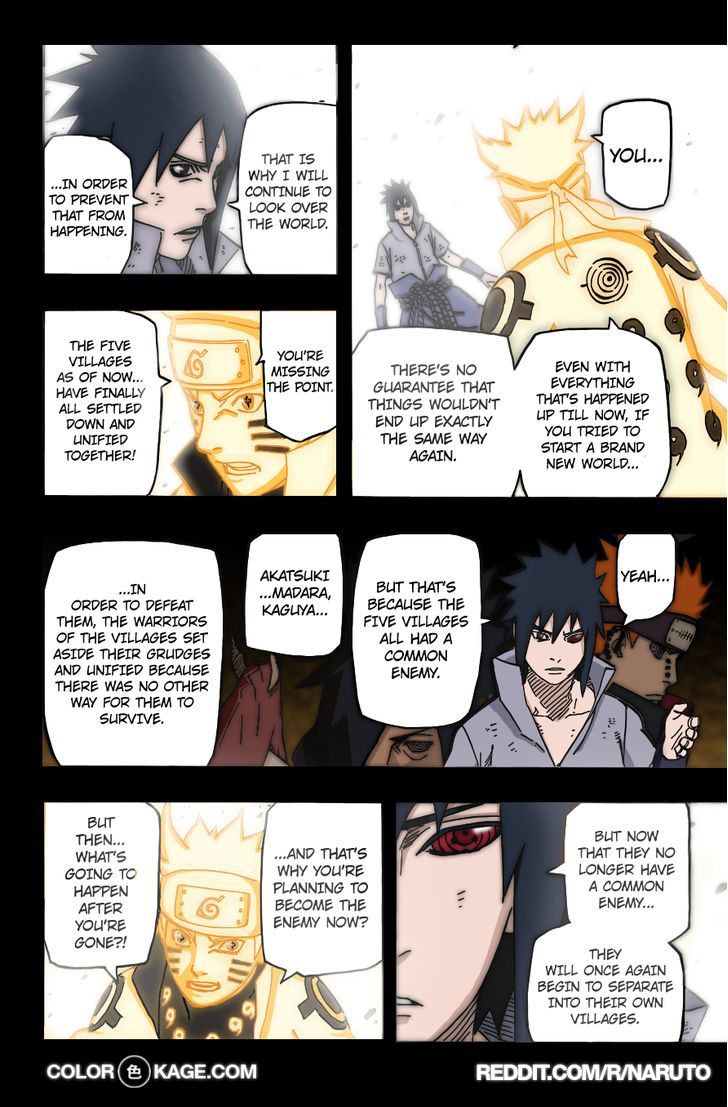 YOU...
EVEN WITH
EVERYTHING
THAT'S HAPPENED
UP TILL NOW, IF
YOU TRIED TO
START A BRAND
NEW WORLD...
THERE'S NO
GUARANTEE THAT
THINGS WOULDN'T
END UP EXACTLY
THE SAME WAY
AGAIN.
THAT IS
WHY I WILL
CONTINUE TO
LOOK OVER
THE WORLD.
...IN ORDER
TO PREVENT
THAT FROM
HAPPENING.
YOU'RE
MISSING
THE POINT.
THE FIVE
VILLAGES
AS OF NOW...
HAVE FINALLY
ALL SETTLED
DOWN AND
UNIFIED
TOGETHER!
YEAH...
BUT THAT'S
BECAUSE THE
FIVE VILLAGES
ALL HAD A
COMMON
ENEMY.
AKATSUKI
...MADARA,
KAGUYA...
...IN
ORDER TO DEFEAT
THEM, THE WARRIORS
OF THE VILLAGES SET
ASIDE THEIR GRUDGES
AND UNIFIED BECAUSE
THERE WAS NO OTHER
WAY FOR THEM TO
SURVIVE.
BUT NOW
THAT THEY NO
LONGER HAVE
A COMMON
ENEMY...
THEY
WILL ONCE AGAIN
BEGIN TO SEPARATE
INTO THEIR OWN
VILLAGES.
...AND THAT'S
WHY YOU'RE
PLANNING TO
BECOME THE
ENEMY NOW?
BUT
THEN...
WHAT'S
GOING TO
HAPPEN
AFTER
YOU'RE
GONE?!
COLOR 色 KAGE.COM
REDDIT.COM/R/NARUTO